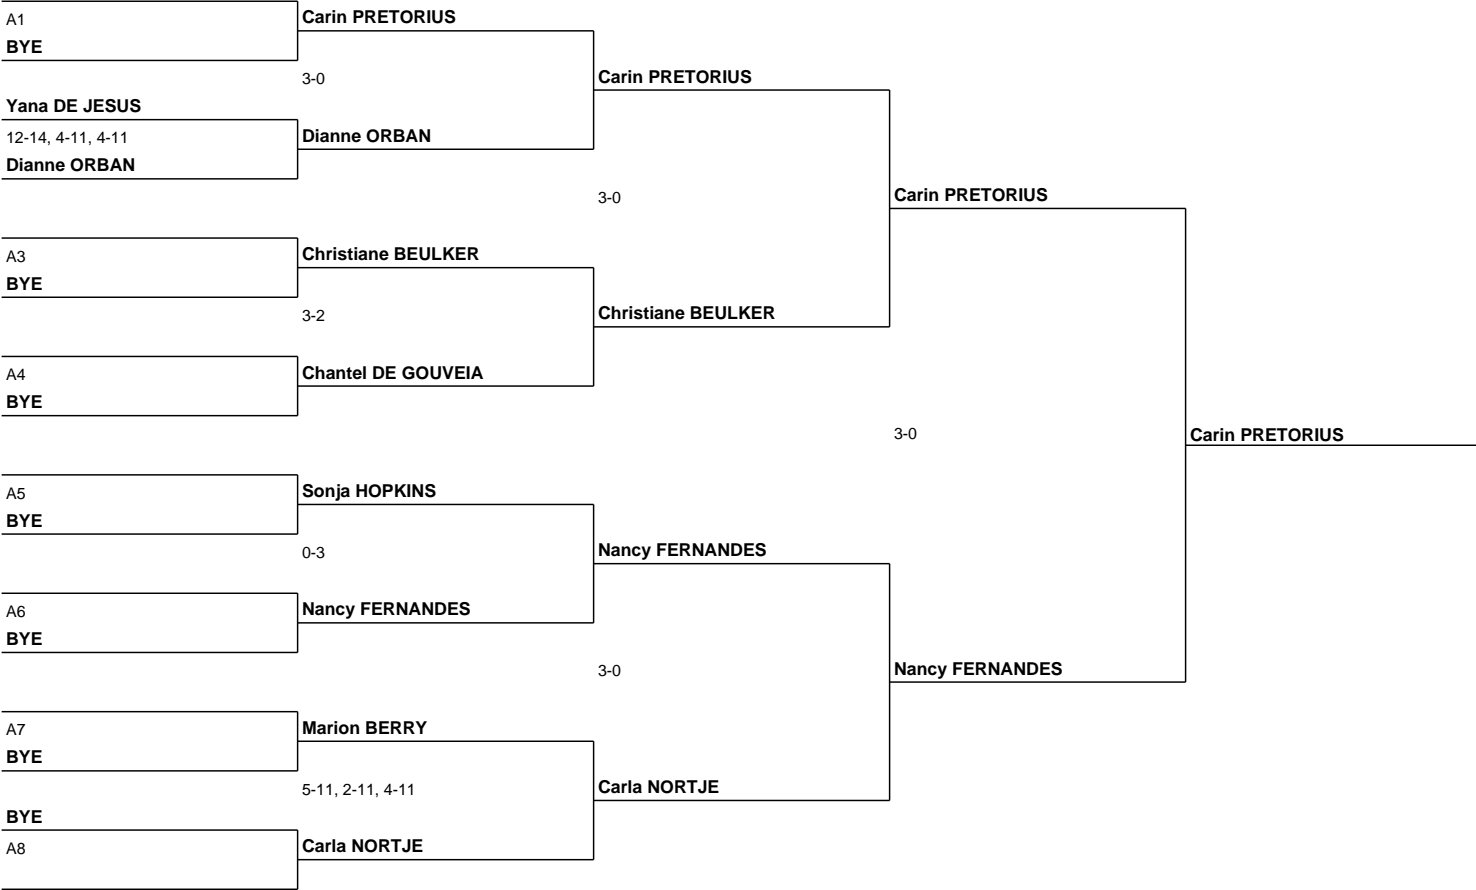 A1
BYE
Carin PRETORIUS
3-0
Carin PRETORIUS
Yana DE JESUS
12-14, 4-11, 4-11
Dianne ORBAN
Dianne ORBAN
3-0
Carin PRETORIUS
A3
BYE
Christiane BEULKER
3-2
Christiane BEULKER
A4
BYE
Chantel DE GOUVEIA
3-0
Carin PRETORIUS
A5
BYE
Sonja HOPKINS
0-3
Nancy FERNANDES
A6
BYE
Nancy FERNANDES
3-0
Nancy FERNANDES
A7
BYE
Marion BERRY
5-11, 2-11, 4-11
Carla NORTJE
BYE
A8
Carla NORTJE